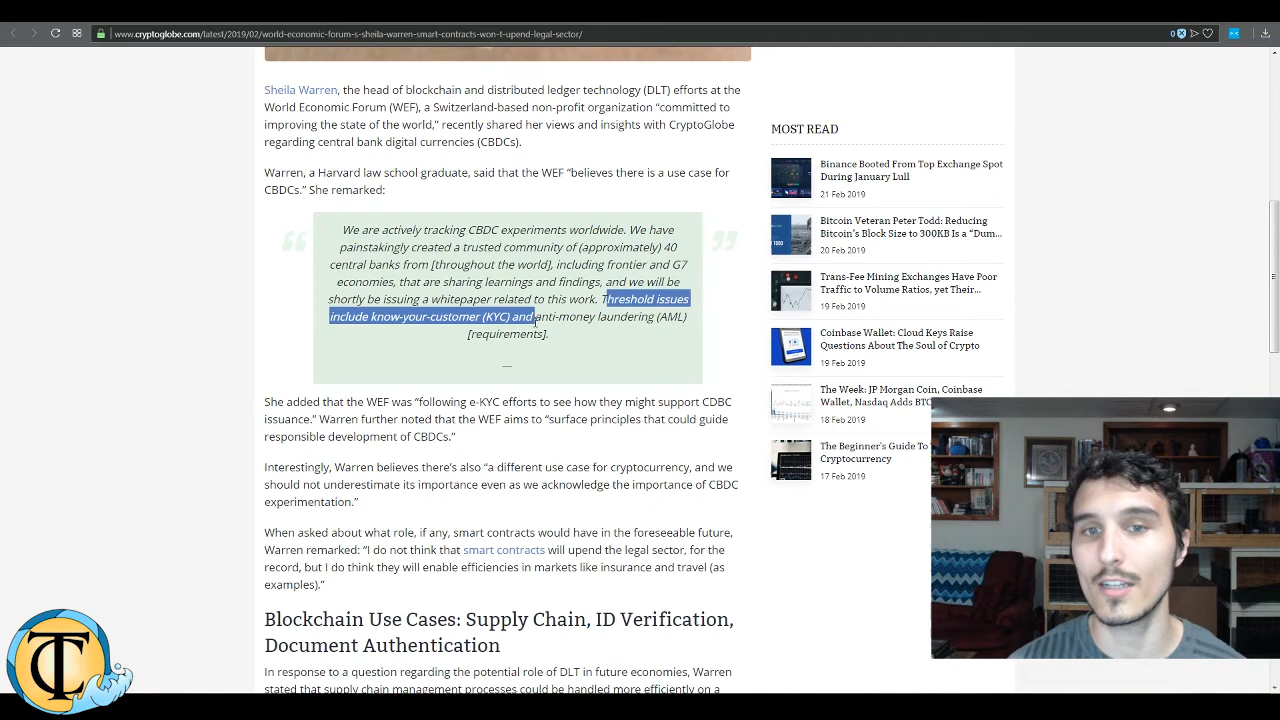 www.cryptoglobe.com/latest/2019/02/world-economic-forum-s-sheila-warren-smart-contracts-won-t-upend-legal-sector/
0
Sheila Warren, the head of blockchain and distributed ledger technology (DLT) efforts at the
World Economic Forum (WEF), a Switzerland-based non-profit organization “committed to
improving the state of the world,” recently shared her views and insights with CryptoGlobe
regarding central bank digital currencies (CBDCs).
Warren, a Harvard law school graduate, said that the WEF “believes there is a use case for
CBDCs.” She remarked:
“
We are actively tracking CBDC experiments worldwide. We have
painstakingly created a trusted community of (approximately) 40
central banks from [throughout the world], including frontier and G7
economies, that are sharing learnings and findings, and we will be
shortly be issuing a whitepaper related to this work. Threshold issues
include know-your-customer (KYC) and anti-money laundering (AML)
[requirements].
—
”
She added that the WEF was “following e-KYC efforts to see how they might support CDBC
issuance.” Warren further noted that the WEF aims to “surface principles that could guide
responsible development of CBDCs.”
Interestingly, Warren believes there’s also “a different use case for cryptocurrency, and we
should not underestimate its importance even as we acknowledge the importance of CBDC
experimentation.”
When asked about what role, if any, smart contracts would have in the foreseeable future,
Warren remarked: “I do not think that smart contracts will upend the legal sector, for the
record, but I do think they will enable efficiencies in markets like insurance and travel (as
examples).”
Blockchain Use Cases: Supply Chain, ID Verification,
Document Authentication
In response to a question regarding the potential role of DLT in future economies, Warren
stated that supply chain management processes could be handled more efficiently on a
MOST READ
Binance Booted From Top Exchange Spot
During January Lull
21 Feb 2019
Bitcoin Veteran Peter Todd: Reducing
Bitcoin’s Block Size to 300KB Is a “Dum...
20 Feb 2019
Trans-Fee Mining Exchanges Have Poor
Traffic to Volume Ratios, yet Their...
19 Feb 2019
Coinbase Wallet: Cloud Keys Raise
Questions About The Soul of Crypto
19 Feb 2019
The Week: JP Morgan Coin, Coinbase
Wallet, Nasdaq Adds BTC
18 Feb 2019
The Beginner’s Guide To
Cryptocurrency
17 Feb 2019